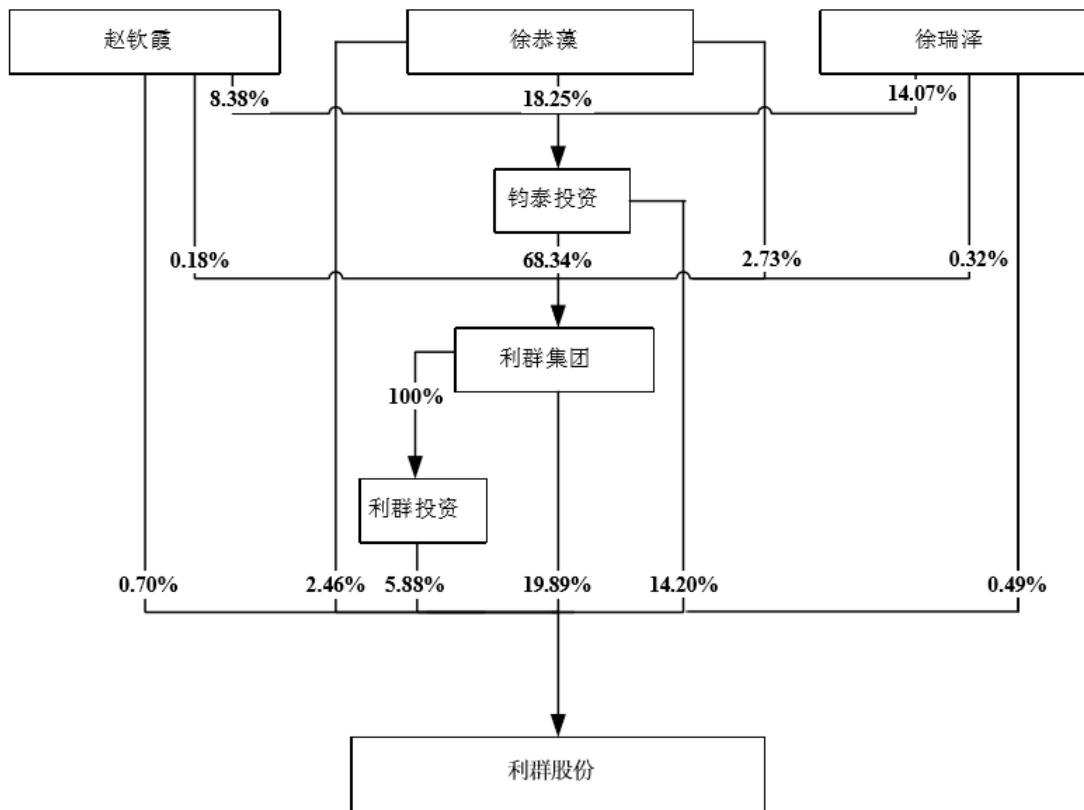 赵钦霞
徐恭藻
徐瑞泽
8.38%
18.25%
14.07%
钧泰投资
0.18%
68.34%
2.73%
0.32%
利群集团
100%
利群投资
0.70%
2.46%
5.88%
19.89%
14.20%
0.49%
利群股份